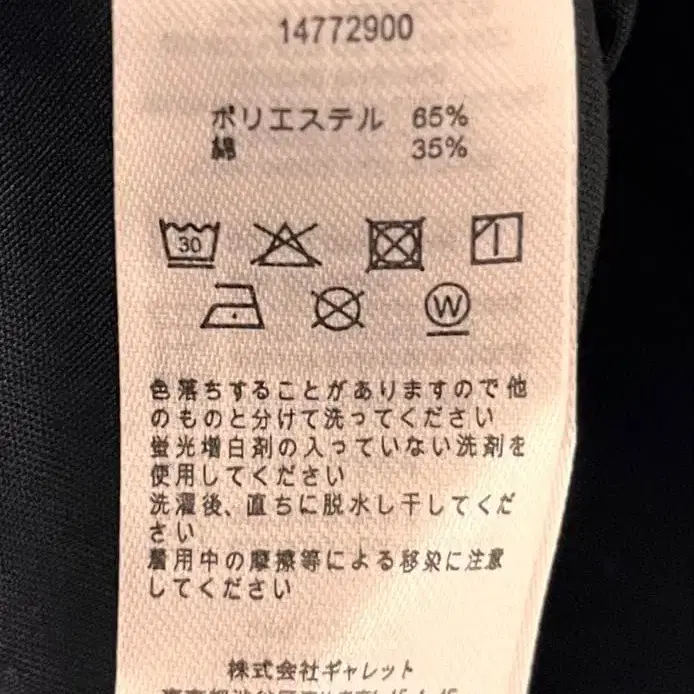 14772900
ポリエステル 65%
綿 35%
30
W
色落ちすることがありますので他
のものと分けて洗ってください
蛍光増白剤の入っていない洗剤を
使用してください
洗濯後、直ちに脱水し干してくだ
さい
着用中の摩擦等による移染に注意
してください
株式会社ギャレット